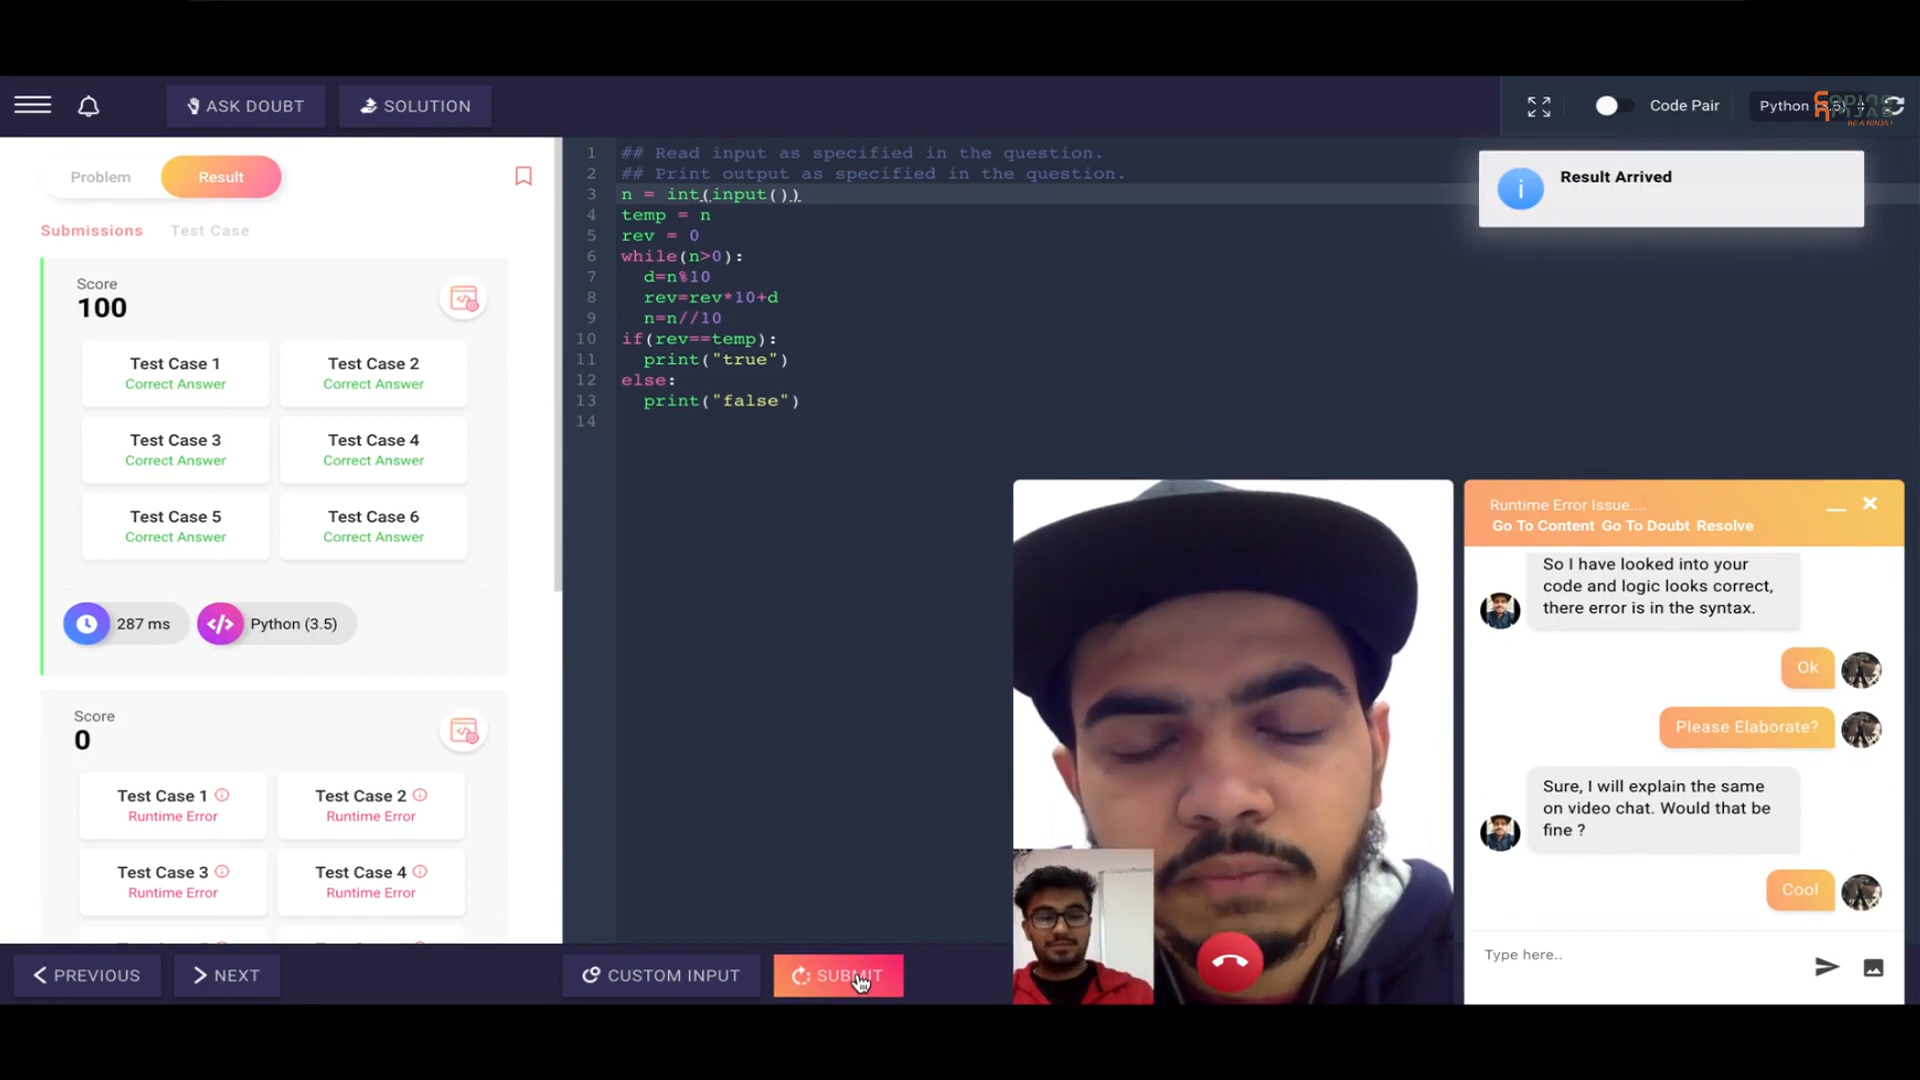 ASK DOUBT
SOLUTION
Code Pair
Python (3.5)
CODING NINJAS
BE A NINJA!
Problem
Result
Submissions
Test Case
Score
100
Test Case 1
Correct Answer
Test Case 2
Correct Answer
Test Case 3
Correct Answer
Test Case 4
Correct Answer
Test Case 5
Correct Answer
Test Case 6
Correct Answer
287 ms
</>
Python (3.5)
Score
0
Test Case 1
Runtime Error
Test Case 2
Runtime Error
Test Case 3
Runtime Error
Test Case 4
Runtime Error
1 ## Read input as specified in the question.
2 ## Print output as specified in the question.
3 n = int(input())
4 temp = n
5 rev = 0
6 while(n>0):
7 d=n%10
8 rev=rev*10+d
9 n=n//10
10 if(rev==temp):
11 print("true")
12 else:
13 print("false")
14
Result Arrived
Runtime Error Issue....
Go To Content Go To Doubt Resolve
So I have looked into your
code and logic looks correct,
there error is in the syntax.
Ok
Please Elaborate?
Sure, I will explain the same
on video chat. Would that be
fine ?
Cool
Type here..
PREVIOUS
NEXT
CUSTOM INPUT
SUBMIT